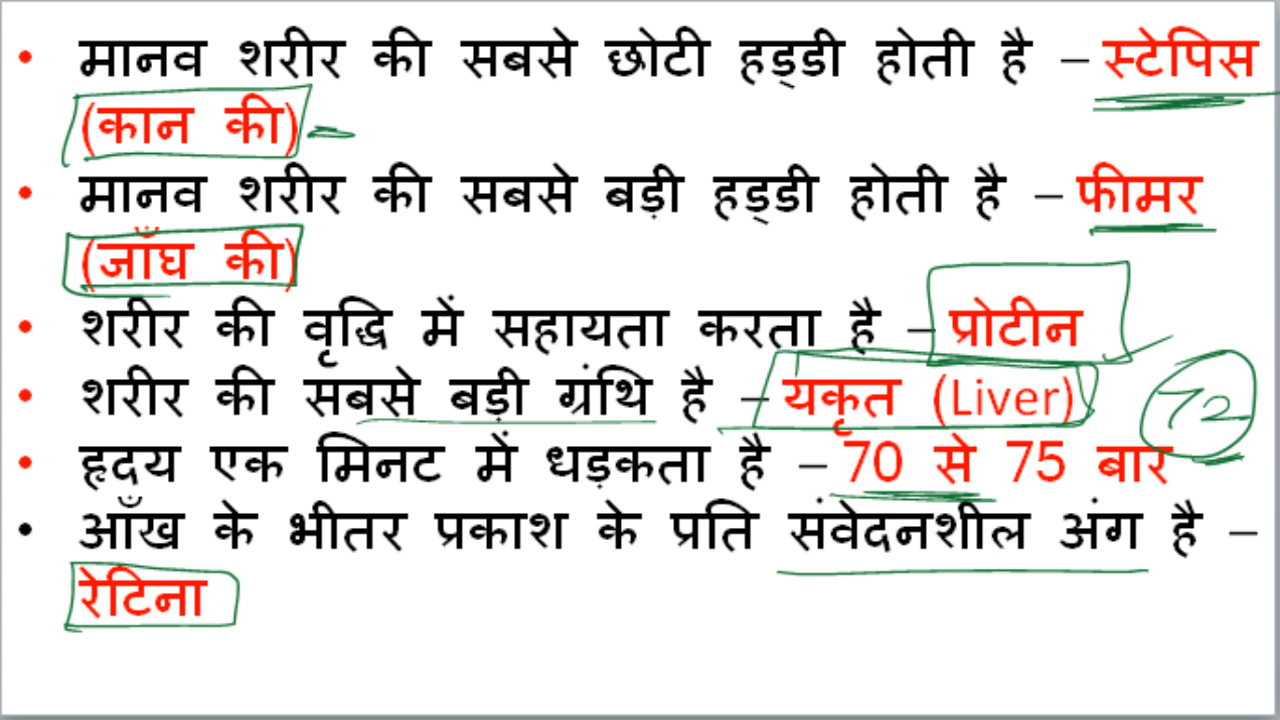 • मानव शरीर की सबसे छोटी हड्डी होती है – स्टेपिस
(कान की)
• मानव शरीर की सबसे बड़ी हड्डी होती है – फीमर
(जाँघ की)
• शरीर की वृद्धि में सहायता करता है – प्रोटीन
• शरीर की सबसे बड़ी ग्रंथि है – यकृत (Liver)
72
• हृदय एक मिनट में धड़कता है – 70 से 75 बार
• आँख के भीतर प्रकाश के प्रति संवेदनशील अंग है –
रेटिना